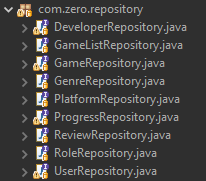 com.zero.repository
DeveloperRepository.java
GameListRepository.java
GameRepository.java
GenreRepository.java
PlatformRepository.java
ProgressRepository.java
ReviewRepository.java
RoleRepository.java
UserRepository.java